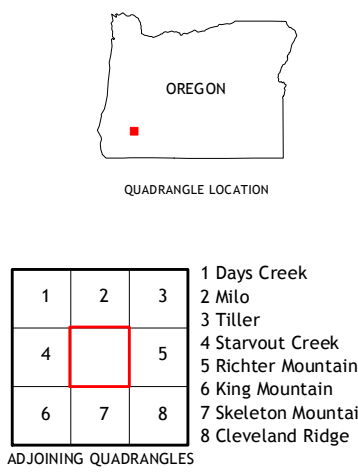 OREGON
QUADRANGLE LOCATION
1 2 3
4 5
6 7 8
1 Days Creek
2 Milo
3 Tiller
4 Starvout Creek
5 Richter Mountain
6 King Mountain
7 Skeleton Mountai
8 Cleveland Ridge
ADJOINING QUADRANGLES